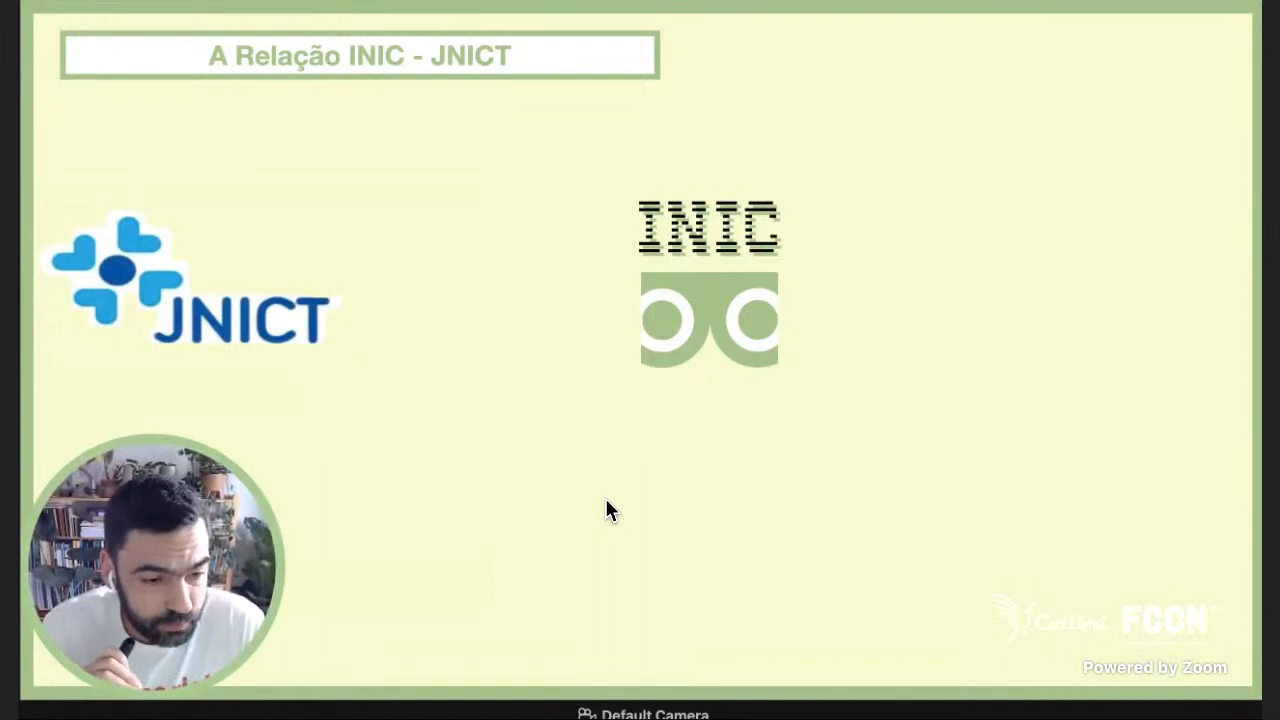 A Relação INIC - JNICT
INIC
JNICT
FCCN
Powered by Zoom
Default Camera